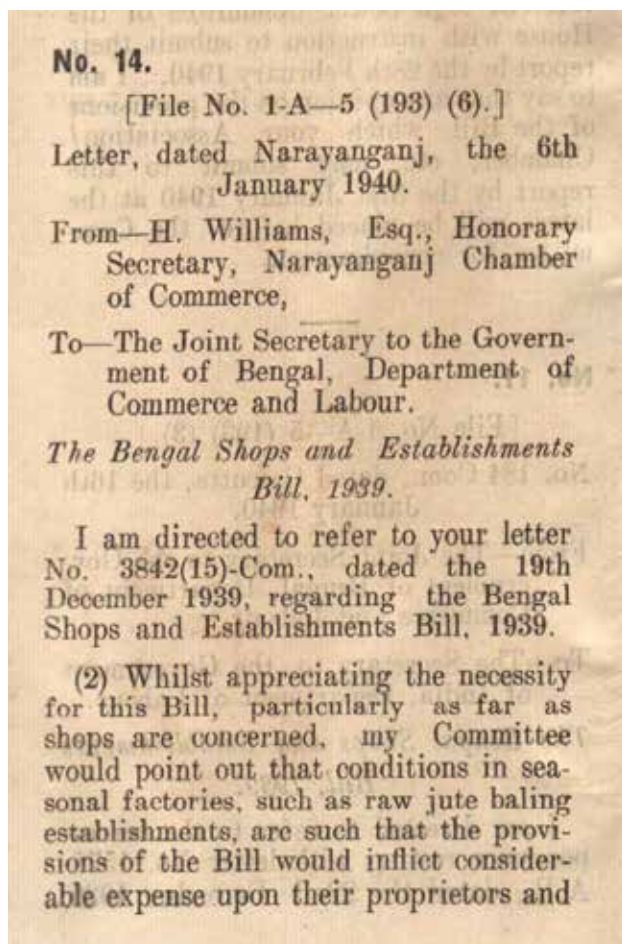 No. 14.
[File No. 1-A—5 (193) (6).]
Letter, dated Narayanganj, the 6th
January 1940.
From—H. Williams, Esq., Honorary
Secretary, Narayanganj Chamber
of Commerce,
To—The Joint Secretary to the Govern-
ment of Bengal, Department of
Commerce and Labour.
The Bengal Shops and Establishments
Bill, 1939.
I am directed to refer to your letter
No. 3842(15)-Com., dated the 19th
December 1939, regarding the Bengal
Shops and Establishments Bill, 1939.
(2) Whilst appreciating the necessity
for this Bill, particularly as far as
shops are concerned, my Committee
would point out that conditions in sea-
sonal factories, such as raw jute baling
establishments, are such that the provi-
sions of the Bill would inflict consider-
able expense upon their proprietors and